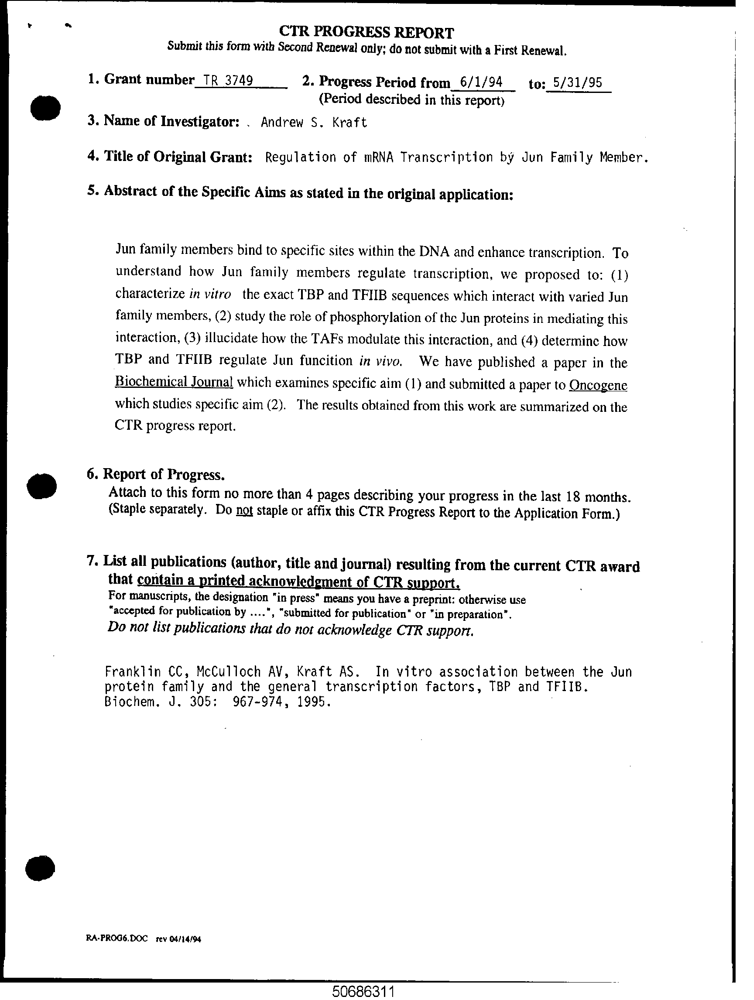 CTR PROGRESS REPORT
Submit this form with Second Renewal only; do not submit with a First Renewal.
1. Grant number TR 3749 2. Progress Period from 6/1/94 to: 5/31/95
(Period described in this report)
3. Name of Investigator: . Andrew S. Kraft
4. Title of Original Grant: Regulation of mRNA Transcription by Jun Family Member.
5. Abstract of the Specific Aims as stated in the original application:
Jun family members bind to specific sites within the DNA and enhance transcription. To
understand how Jun family members regulate transcription, we proposed to: (1)
characterize in vitro the exact TBP and TFIIB sequences which interact with varied Jun
family members, (2) study the role of phosphorylation of the Jun proteins in mediating this
interaction, (3) illucidate how the TAFs modulate this interaction, and (4) determine how
TBP and TFIIB regulate Jun funcition in vivo. We have published a paper in the
Biochemical Journal which examines specific aim (1) and submitted a paper to Oncogene
which studies specific aim (2). The results obtained from this work are summarized on the
CTR progress report.
6. Report of Progress.
Attach to this form no more than 4 pages describing your progress in the last 18 months.
(Staple separately. Do not staple or affix this CTR Progress Report to the Application Form.)
7. List all publications (author, title and journal) resulting from the current CTR award
that contain a printed acknowledgment of CTR support.
For manuscripts, the designation "in press" means you have a preprint: otherwise use
"accepted for publication by ....", "submitted for publication" or "in preparation".
Do not list publications that do not acknowledge CTR support.
Franklin CC, McCulloch AV, Kraft AS. In vitro association between the Jun
protein family and the general transcription factors, TBP and TFIIB.
Biochem. J. 305: 967-974, 1995.
RA-PROG6.DOC rev 04/14/94
50686311